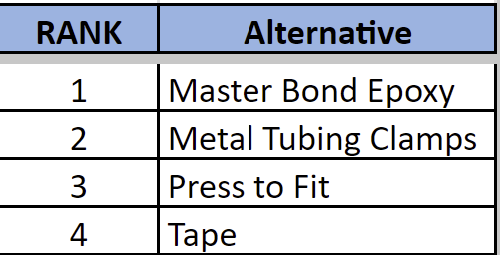 RANK Alternative
1 Master Bond Epoxy
2 Metal Tubing Clamps
3 Press to Fit
4 Tape